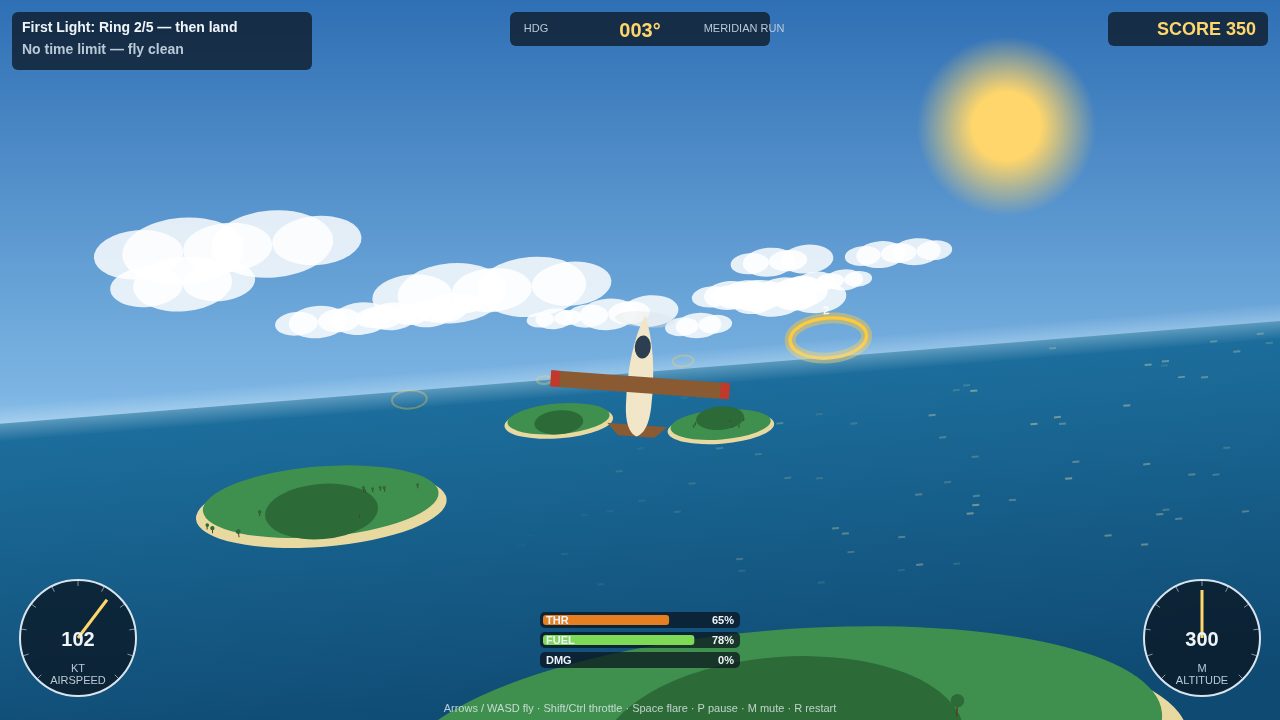 First Light: Ring 2/5 — then land
No time limit — fly clean
HDG 003° MERIDIAN RUN
SCORE 350
2
102
KT
AIRSPEED
THR 65%
FUEL 78%
DMG 0%
300
M
ALTITUDE
Arrows / WASD fly · Shift/Ctrl throttle · Space flare · P pause · M mute · R restart